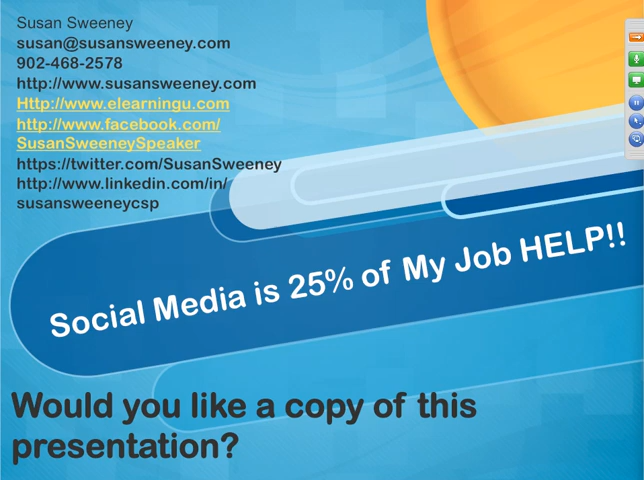 Susan Sweeney
susan@susansweeney.com
902-468-2578
http://www.susansweeney.com
Http://www.elearningu.com
http://www.facebook.com/
SusanSweeneySpeaker
https://twitter.com/SusanSweeney
http://www.linkedin.com/in/
susansweeneycsp
Social Media is 25% of My Job HELP!!
Would you like a copy of this
presentation?